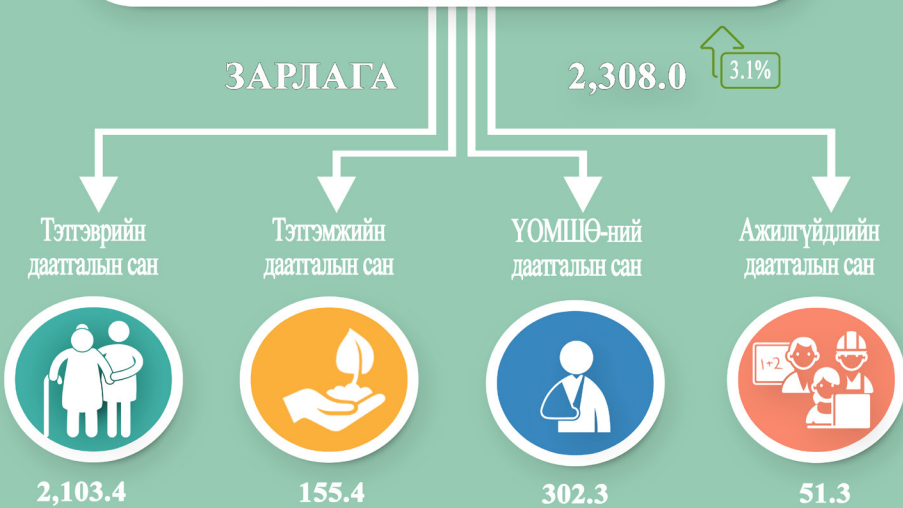 ЗАРЛАГА 2,308.0 3.1%
Тэтгэврийн
даатгалын сан
Тэтгэмжийн
даатгалын сан
ҮОМШӨ-ний
даатгалын сан
Ажилгүйдлийн
даатгалын сан
1+2
2,103.4
155.4
302.3
51.3